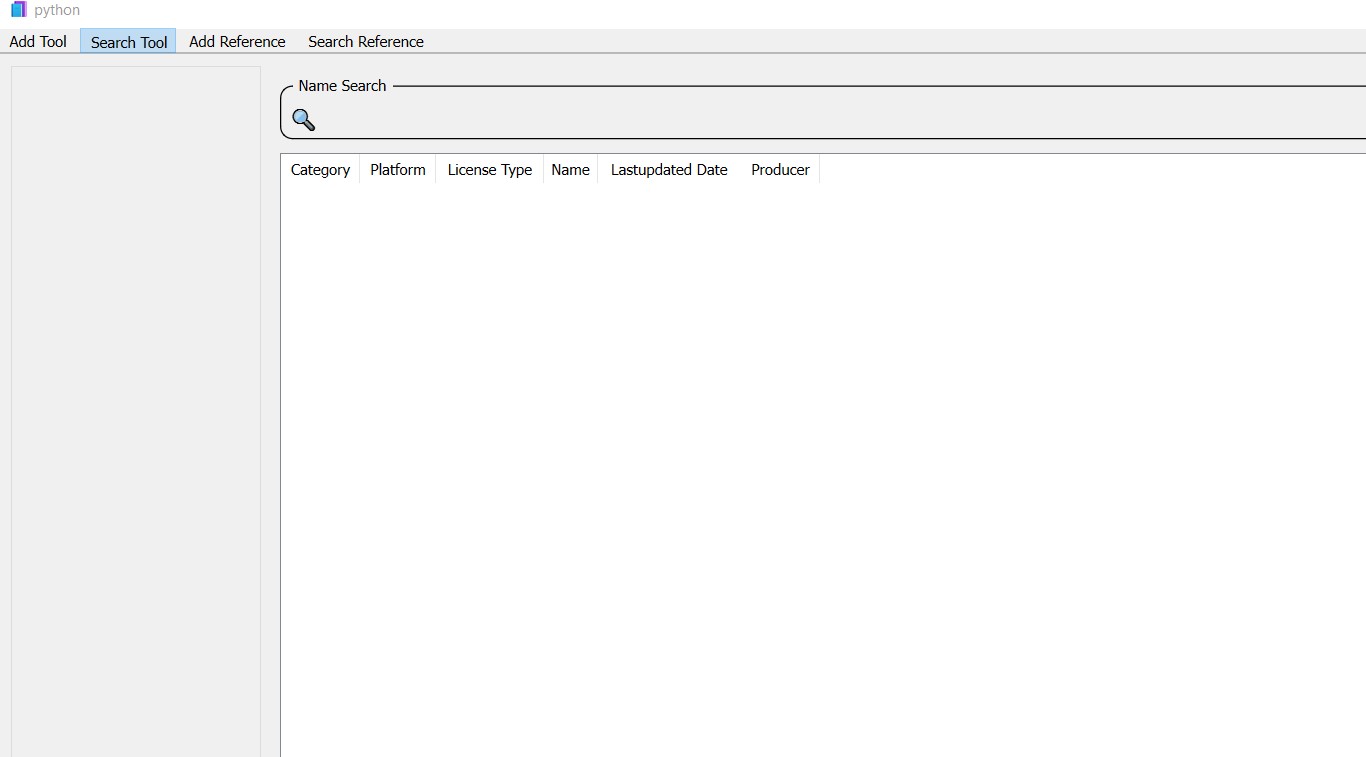 python
Add Tool Search Tool Add Reference Search Reference
Name Search
Category Platform License Type Name Lastupdated Date Producer